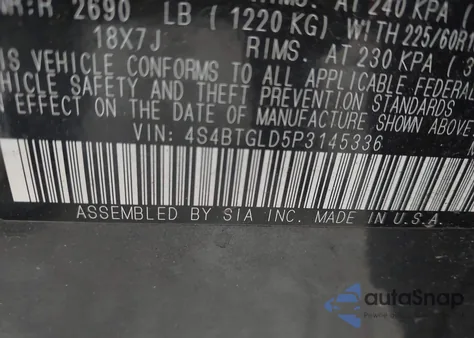 R 2690 LB (1220 KG) WITH 225/60R1
18X7J RIMS. AT 230 KPA (3
IS VEHICLE CONFORMS TO ALL APPLICABLE FEDERAL
HICLE SAFETY AND THEFT PREVENTION STANDARDS
EFFECT ON THE DATE OF MANUFACTURE SHOWN ABOVE
VIN: 4S4BTGLD5P3145336
ASSEMBLED BY SIA INC. MADE IN U.S.A.
autoSnap